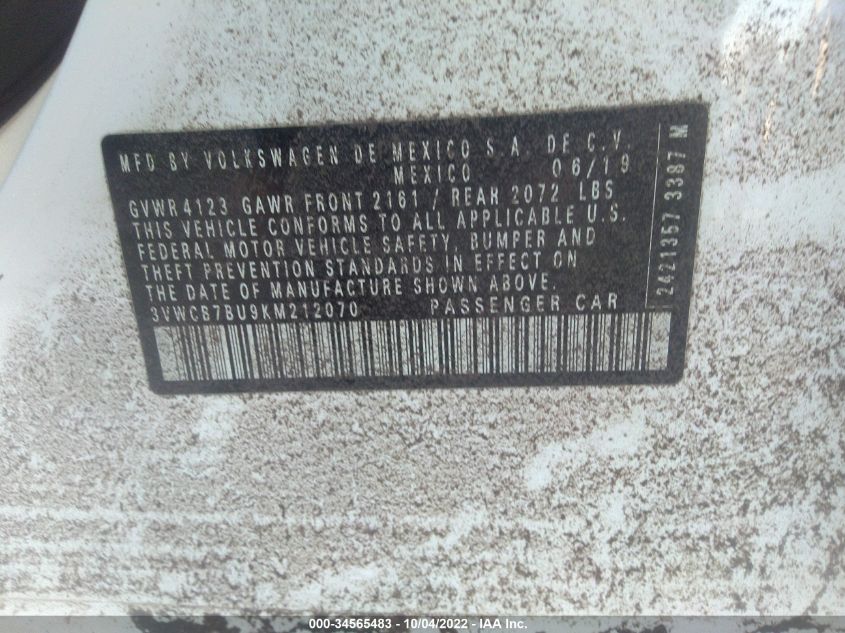 MFD BY VOLKSWAGEN DE MEXICO S.A. DE C.V.
MEXICO 06/19
GVWR 4123 GAWR FRONT 2161 / REAR 2072 LBS
THIS VEHICLE CONFORMS TO ALL APPLICABLE U.S.
FEDERAL MOTOR VEHICLE SAFETY, BUMPER AND
THEFT PREVENTION STANDARDS IN EFFECT ON
THE DATE OF MANUFACTURE SHOWN ABOVE.
3VWCB7BU9KM212070 PASSENGER CAR
2421357 3387 M
000-34565483 - 10/04/2022 - IAA Inc.